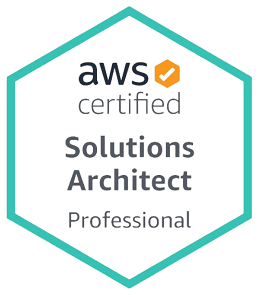 aws
certified
Solutions
Architect
Professional